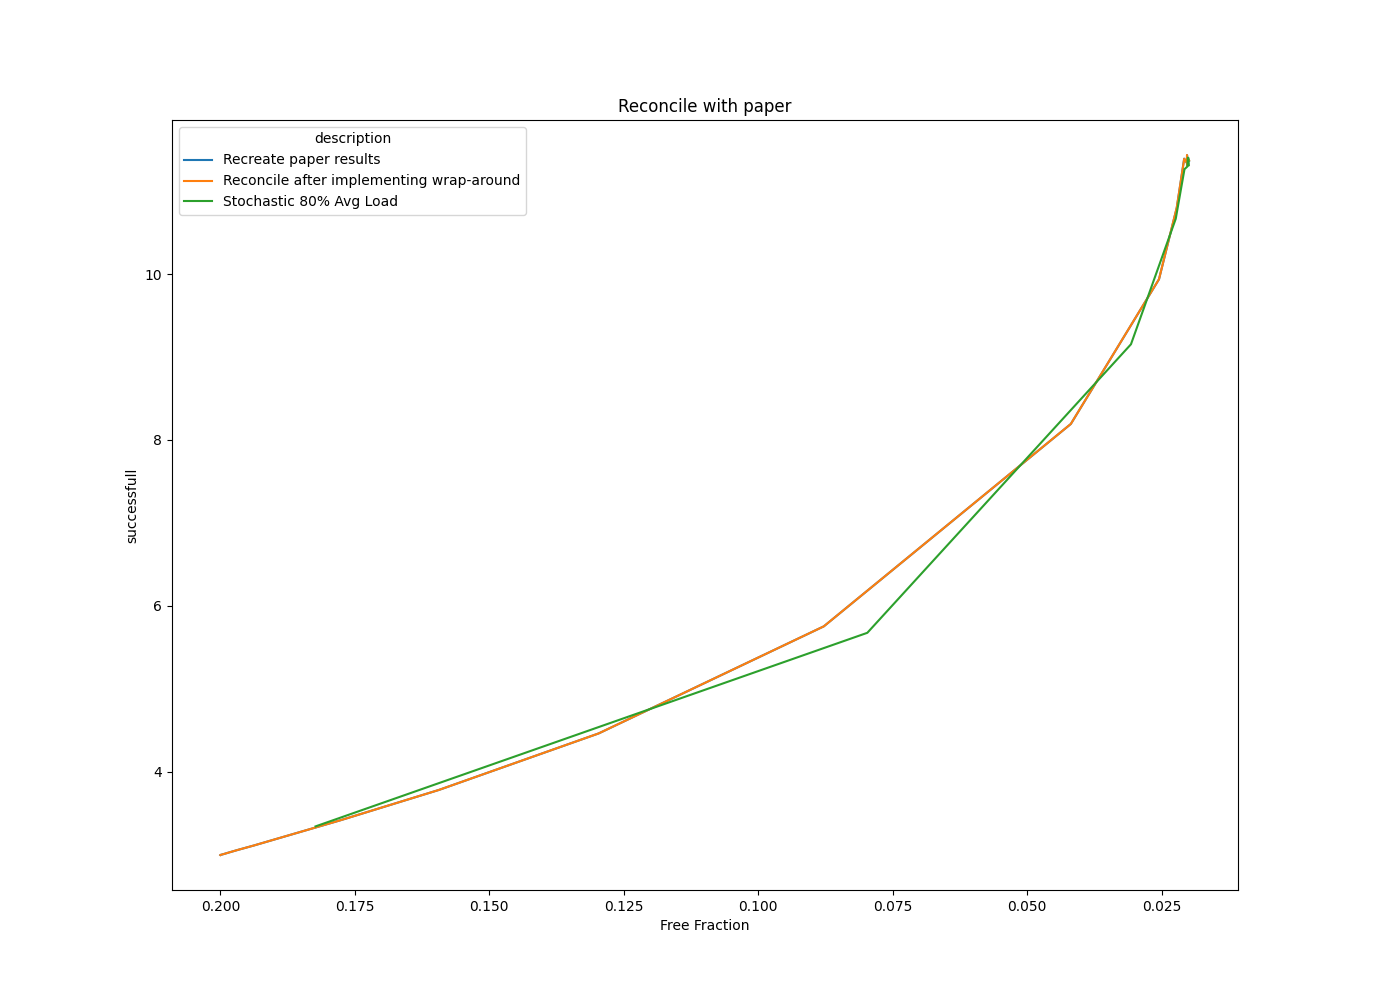 Reconcile with paper
description
Recreate paper results
Reconcile after implementing wrap-around
Stochastic 80% Avg Load
10
8
6
4
successfull
0.200 0.175 0.150 0.125 0.100 0.075 0.050 0.025
Free Fraction